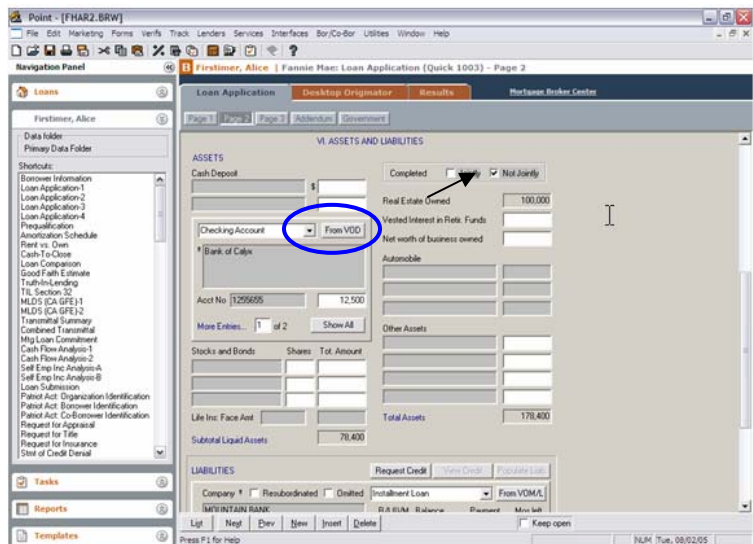 Point - [FHAR2.BRW]
File Edit Marketing Forms Verifs Track Lenders Services Interfaces Bor/Co-Bor Utilities Window Help
Navigation Panel
B Firstimer, Alice | Fannie Mae: Loan Application (Quick 1003) - Page 2
Loans
Loan Application Desktop Originator Results Mortgage Broker Center
Firstimer, Alice
Page 1 Page 2 Page 3 Addendum Government
Data folder
Primary Data Folder
Shortcuts:
Borrower Information
Loan Application-1
Loan Application-2
Loan Application-3
Loan Application-4
Prequalification
Amortization Schedule
Rent vs. Own
Cash-To-Close
Loan Comparison
Good Faith Estimate
Truth-In-Lending
TIL Section 32
MLDS (CA GFE)-1
MLDS (CA GFE)-2
Transmittal Summary
Combined Transmittal
Mtg Loan Commitment
Cash Flow Analysis-1
Cash Flow Analysis-2
Self Emp Inc Analysis-A
Self Emp Inc Analysis-B
Loan Submission
Patriot Act: Organization Identification
Patriot Act: Borrower Identification
Patriot Act: Co-Borrower Identification
Request for Appraisal
Request for Title
Request for Insurance
Stmt of Credit Denial
Tasks
Reports
Templates
VI. ASSETS AND LIABILITIES
ASSETS
Cash Deposit
$
Completed Jointly Not Jointly
Real Estate Owned 100,000
Vested Interest in Retir. Funds
Net worth of business owned
Checking Account From VOD
* Bank of Calyx
Automobile
Acct No 1255655 12,500
More Entries... 1 of 2 Show All
Other Assets
Stocks and Bonds Shares Tot. Amount
Life Ins: Face Amt
Total Assets 178,400
Subtotal Liquid Assets 78,400
LIABILITIES
Request Credit View Credit Populate Liab.
Company * Resubordinated Omitted Installment Loan From VOM/L
MOUNTAIN BANK Balance Payment Mos left
List Next Prev New Insert Delete Keep open
Press F1 for Help NUM Tue, 08/02/05